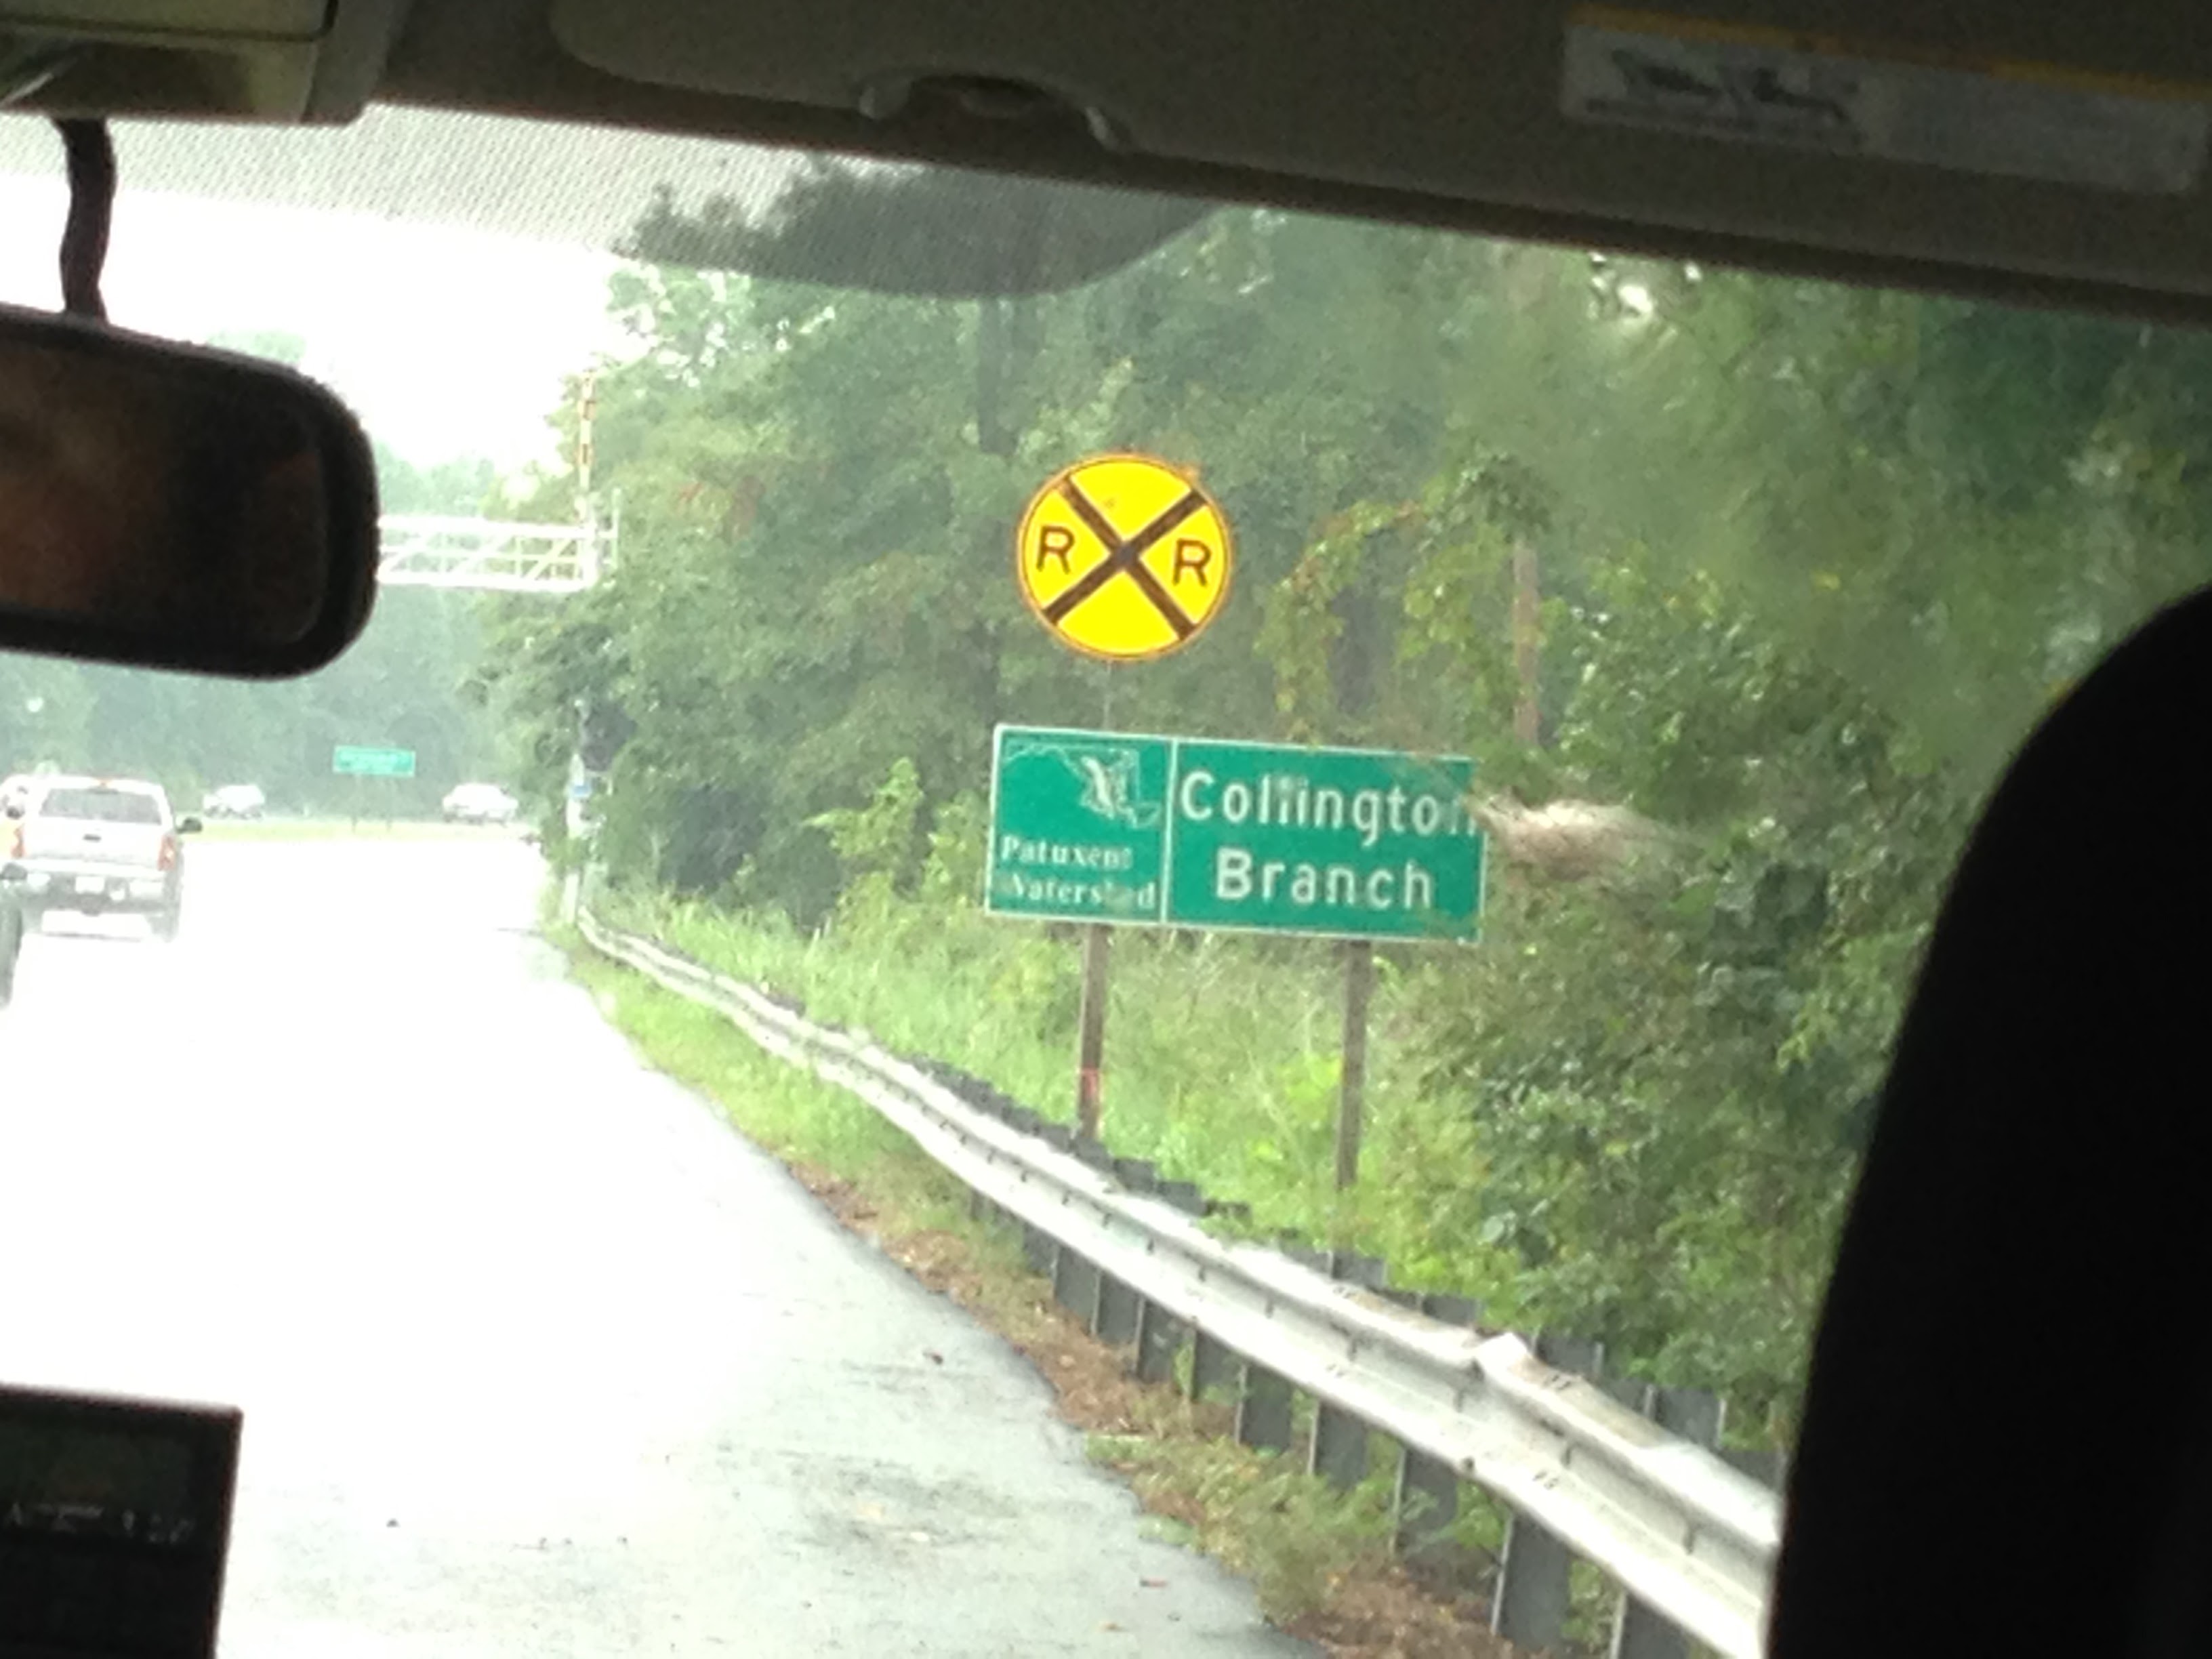 R R
Collington
Branch
Patuxent
Watershed